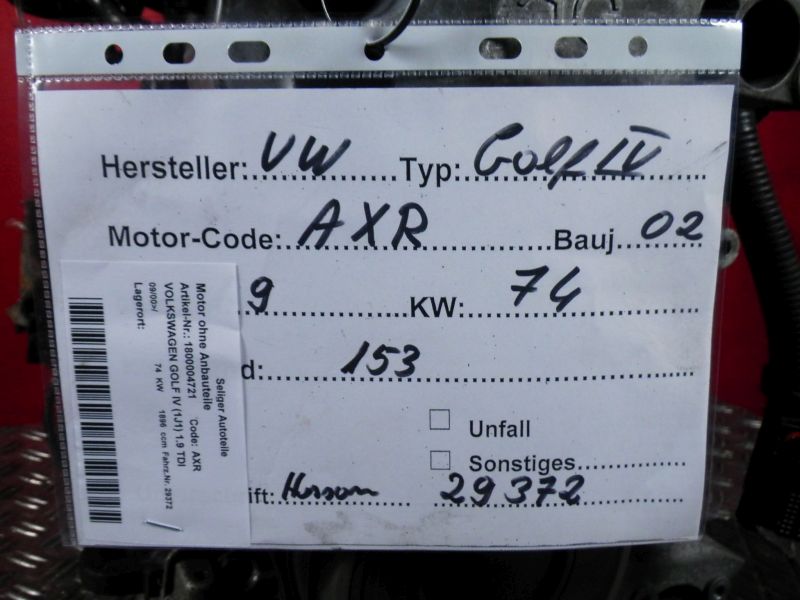 Hersteller: VW Typ: Golf IV
Motor-Code: AXR Bauj. 02
9 KW: 74
d: 153
Unfall
Sonstiges
rift: 29372
Seliger Autoteile
Motor ohne Anbauteile
Artikel-Nr.: 1800004721 Code: AXR
VOLKSWAGEN GOLF IV (1J1) 1,9 TDI
09/00>/ 74 KW 1896 ccm Fahrz.Nr. 29372
Lagerort: